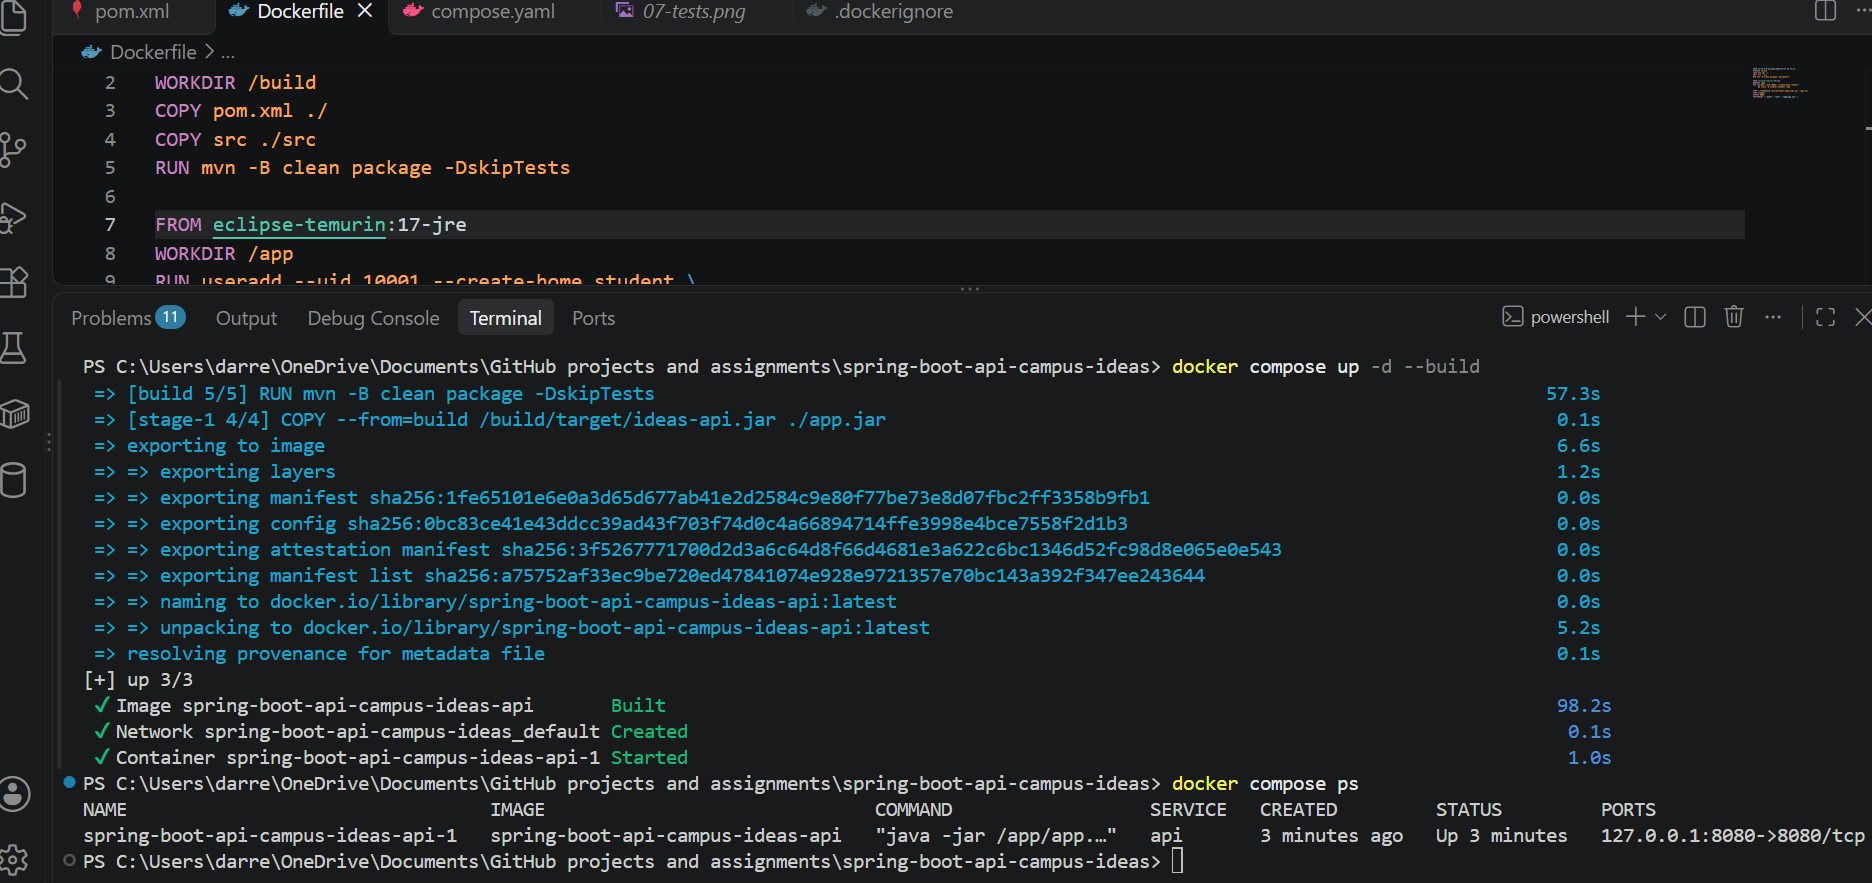 pom.xml
Dockerfile
compose.yaml
07-tests.png
.dockerignore
Dockerfile > ...
2 WORKDIR /build
3 COPY pom.xml ./
4 COPY src ./src
5 RUN mvn -B clean package -DskipTests
6
7 FROM eclipse-temurin:17-jre
8 WORKDIR /app
9 RUN useradd --uid 10001 --create-home student \
Problems 11 Output Debug Console Terminal Ports
powershell
PS C:\Users\darre\OneDrive\Documents\GitHub projects and assignments\spring-boot-api-campus-ideas> docker compose up -d --build
=> [build 5/5] RUN mvn -B clean package -DskipTests 57.3s
=> [stage-1 4/4] COPY --from=build /build/target/ideas-api.jar ./app.jar 0.1s
=> exporting to image 6.6s
=> => exporting layers 1.2s
=> => exporting manifest sha256:1fe65101e6e0a3d65d677ab41e2d2584c9e80f77be73e8d07fbc2ff3358b9fb1 0.0s
=> => exporting config sha256:0bc83ce41e43ddcc39ad43f703f74d0c4a66894714ffe3998e4bce7558f2d1b3 0.0s
=> => exporting attestation manifest sha256:3f5267771700d2d3a6c64d8f66d4681e3a622c6bc1346d52fc98d8e065e0e543 0.0s
=> => exporting manifest list sha256:a75752af33ec9be720ed47841074e928e9721357e70bc143a392f347ee243644 0.0s
=> => naming to docker.io/library/spring-boot-api-campus-ideas-api:latest 0.0s
=> => unpacking to docker.io/library/spring-boot-api-campus-ideas-api:latest 5.2s
=> resolving provenance for metadata file 0.1s
[+] up 3/3
✓ Image spring-boot-api-campus-ideas-api Built 98.2s
✓ Network spring-boot-api-campus-ideas_default Created 0.1s
✓ Container spring-boot-api-campus-ideas-api-1 Started 1.0s
PS C:\Users\darre\OneDrive\Documents\GitHub projects and assignments\spring-boot-api-campus-ideas> docker compose ps
NAME IMAGE COMMAND SERVICE CREATED STATUS PORTS
spring-boot-api-campus-ideas-api-1 spring-boot-api-campus-ideas-api "java -jar /app/app.…" api 3 minutes ago Up 3 minutes 127.0.0.1:8080->8080/tcp
PS C:\Users\darre\OneDrive\Documents\GitHub projects and assignments\spring-boot-api-campus-ideas>